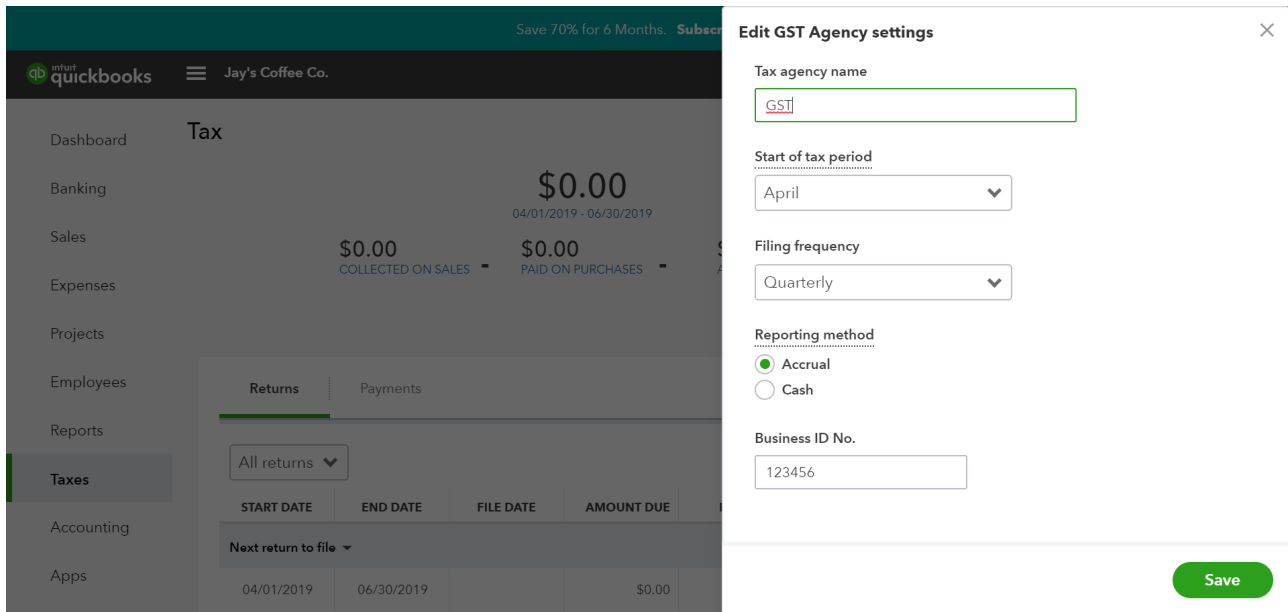 Save 70% for 6 Months. Subscr
intuit
qb quickbooks
Jay's Coffee Co.
Dashboard
Banking
Sales
Expenses
Projects
Employees
Reports
Taxes
Accounting
Apps
Tax
$0.00
04/01/2019 - 06/30/2019
$0.00 $0.00
COLLECTED ON SALES - PAID ON PURCHASES -
Returns Payments
All returns
START DATE END DATE FILE DATE AMOUNT DUE
Next return to file
04/01/2019 06/30/2019 $0.00
Edit GST Agency settings
Tax agency name
GST
Start of tax period
April
Filing frequency
Quarterly
Reporting method
Accrual
Cash
Business ID No.
123456
Save